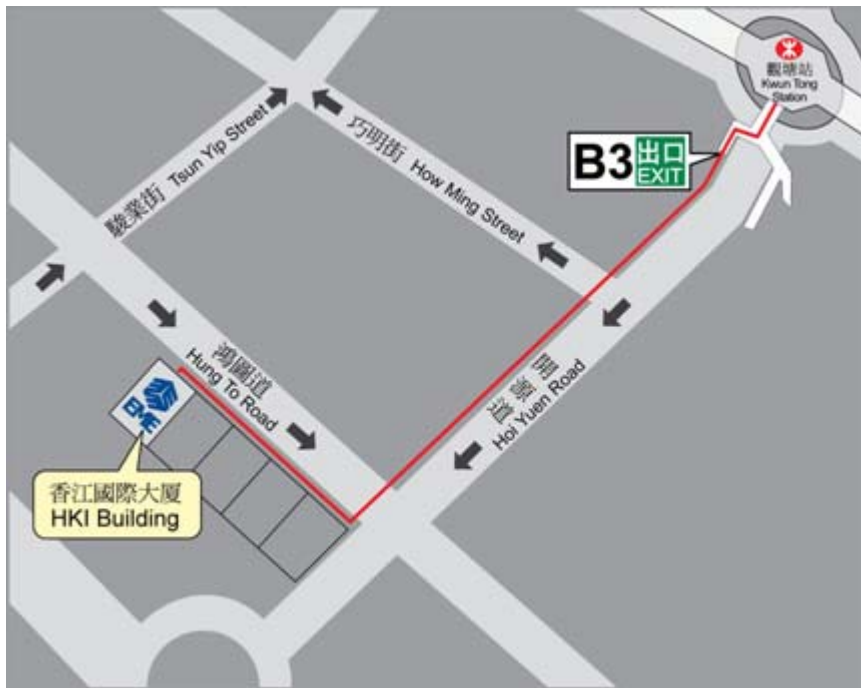 觀塘站
Kwun Tong
Station
B3 出口
EXIT
巧明街 How Ming Street
駿業街 Tsun Yip Street
鴻圖道
Hung To Road
開源道
Hoi Yuen Road
EME
香江國際大厦
HKI Building